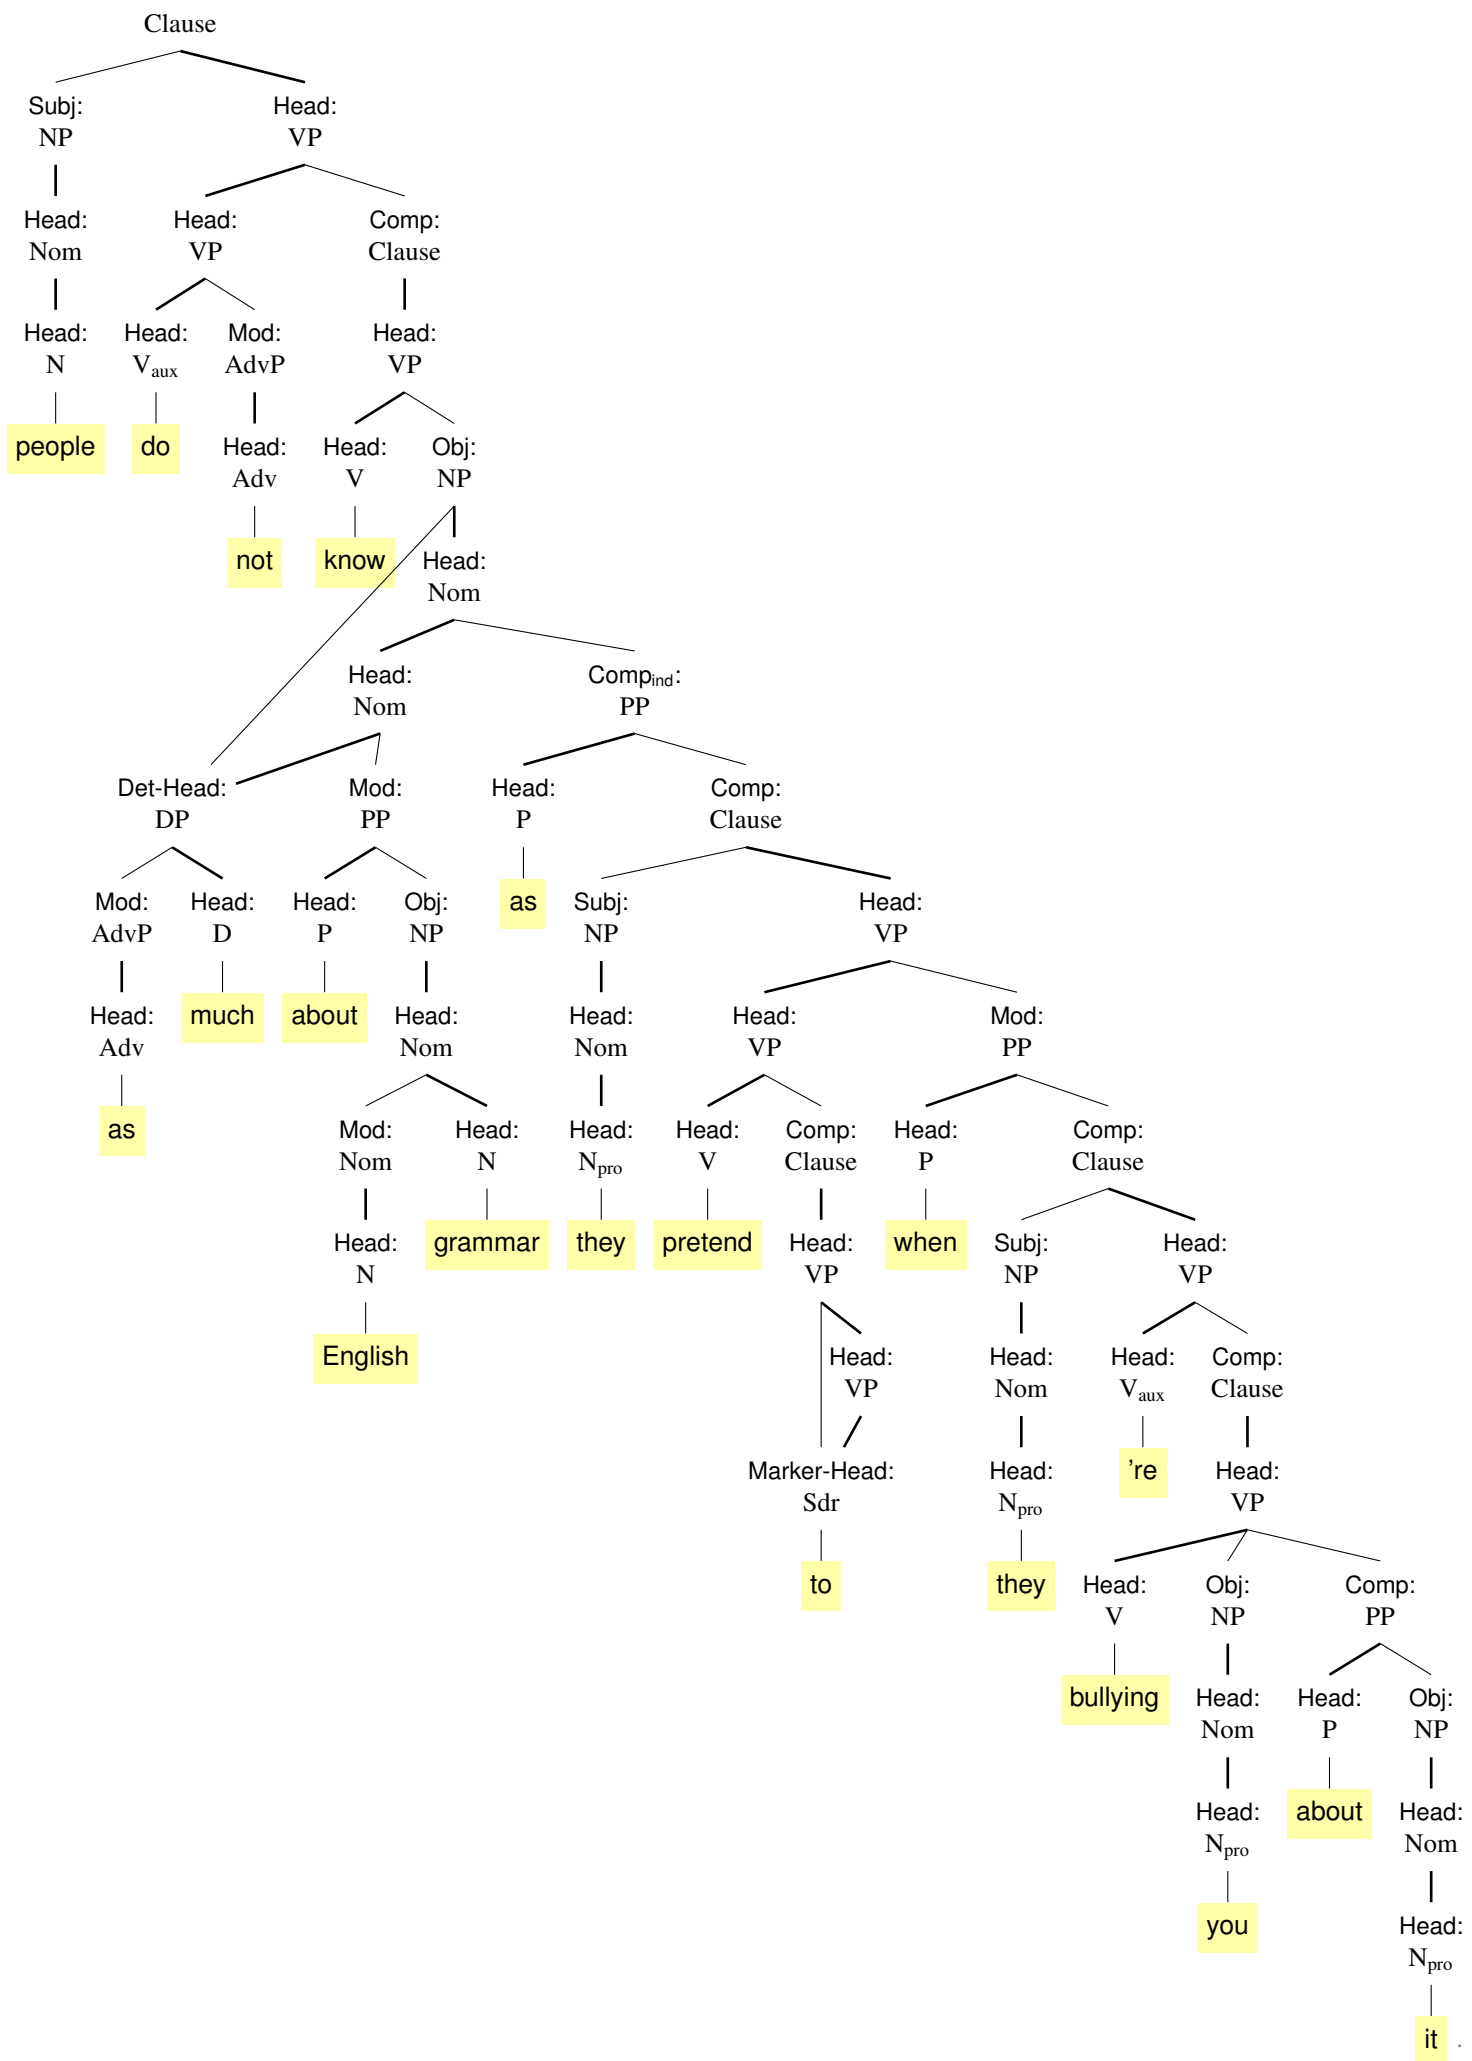 Clause
Subj: Head:
NP VP
Head: Head: Comp:
Nom VP Clause
Head: Head: Mod: Head:
N Vaux AdvP VP
people do Head: Head: Obj:
Adv V NP
not know Head:
Nom
Head: Compind:
Nom PP
Det-Head: Mod: Head: Comp:
DP PP P Clause
Mod: Head: Head: Obj: as Subj: Head:
AdvP D P NP NP VP
Head: much about Head: Head: Head: Mod:
Adv Nom Nom VP PP
as Mod: Head: Head: Head: Comp: Head: Comp:
Nom N Npro V Clause P Clause
Head: grammar they pretend Head: when Subj: Head:
N VP NP VP
English Head: Head: Head: Comp:
VP Nom Vaux Clause
Marker-Head: Head: ’re Head:
Sdr Npro VP
to they Head: Obj: Comp:
V NP PP
bullying Head: Head: Obj:
Nom P NP
Head: about Head:
Npro Nom
you Head:
Npro
it .